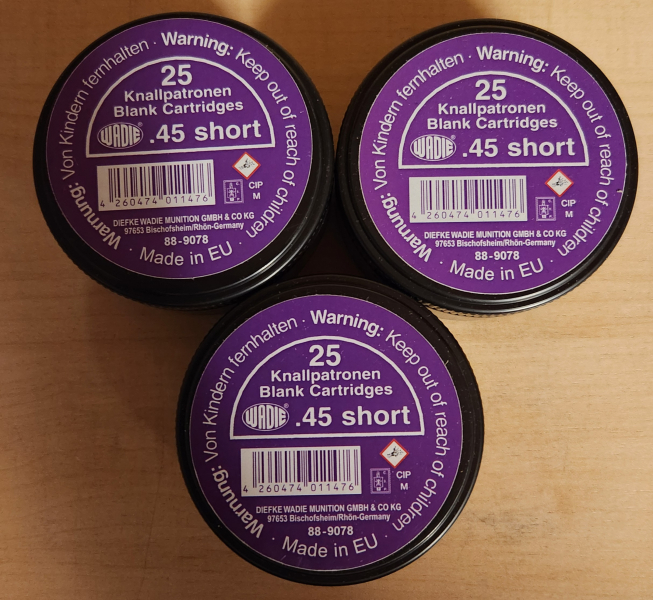 Warnung: Von Kindern fernhalten · Warning: Keep out of reach of children
25
Knallpatronen
Blank Cartridges
WADIE® .45 short
4 260474 011476
CIP
M
DIEFKE WADIE MUNITION GMBH & CO KG
97653 Bischofsheim/Rhön-Germany
88-9078
· Made in EU ·
Warnung: Von Kindern fernhalten · Warning: Keep out of reach of children
25
Knallpatronen
Blank Cartridges
WADIE® .45 short
4 260474 011476
CIP
M
DIEFKE WADIE MUNITION GMBH & CO KG
97653 Bischofsheim/Rhön-Germany
88-9078
· Made in EU ·
Warnung: Von Kindern fernhalten · Warning: Keep out of reach of children
25
Knallpatronen
Blank Cartridges
WADIE® .45 short
4 260474 011476
CIP
M
DIEFKE WADIE MUNITION GMBH & CO KG
97653 Bischofsheim/Rhön-Germany
88-9078
· Made in EU ·